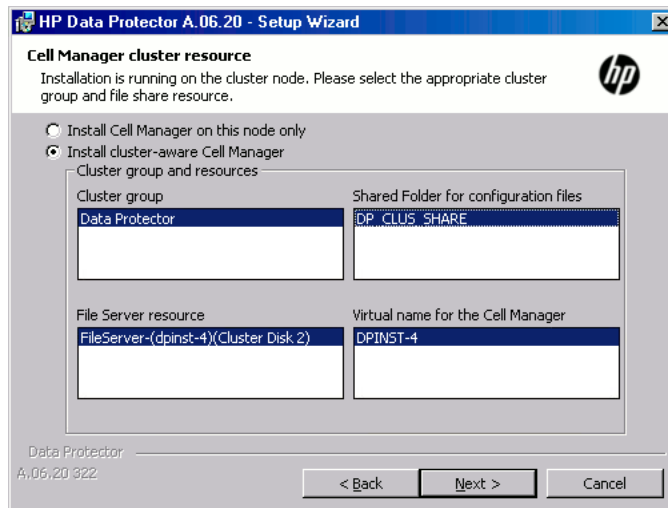 HP Data Protector A.06.20 - Setup Wizard
Cell Manager cluster resource
Installation is running on the cluster node. Please select the appropriate cluster
group and file share resource.
hp
Install Cell Manager on this node only
Install cluster-aware Cell Manager
Cluster group and resources
Cluster group
Shared Folder for configuration files
Data Protector
DP_CLUS_SHARE
File Server resource
Virtual name for the Cell Manager
FileServer-(dpinst-4)(Cluster Disk 2)
DPINST-4
Data Protector
A.06.20 322
< Back
Next >
Cancel